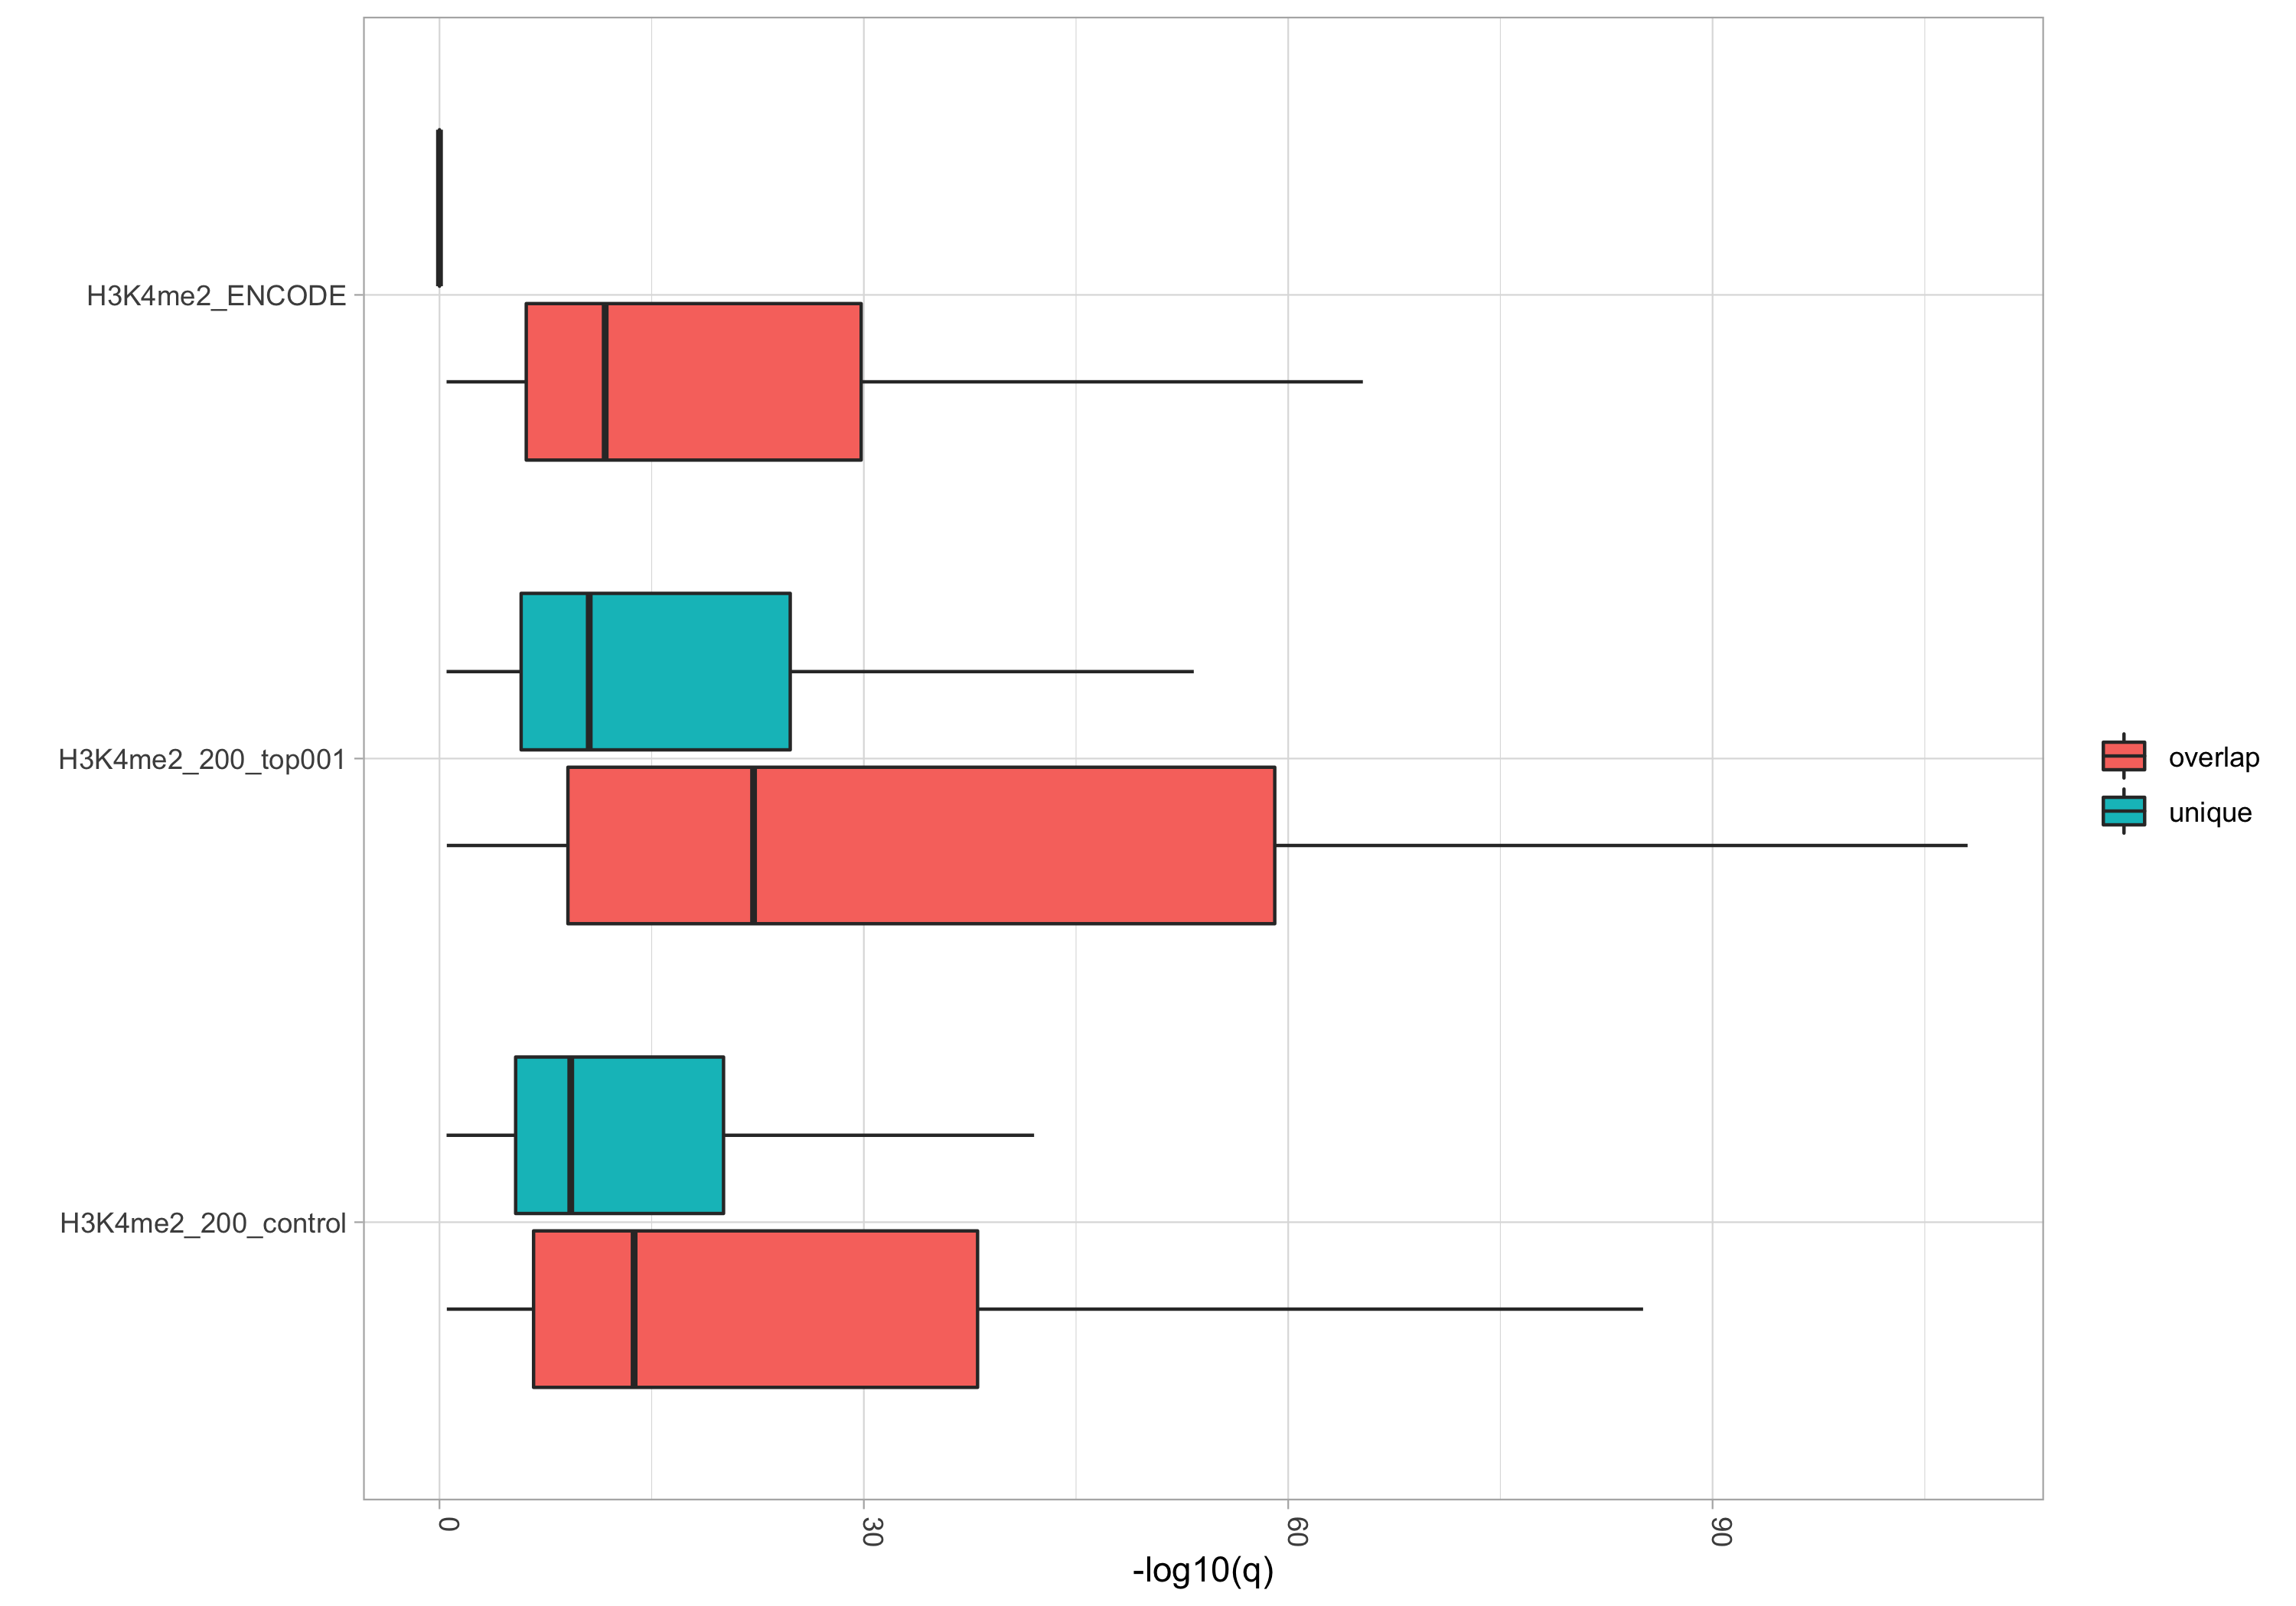 H3K4me2_ENCODE
H3K4me2_200_top001
H3K4me2_200_control
0
30
60
90
-log10(q)
overlap
unique